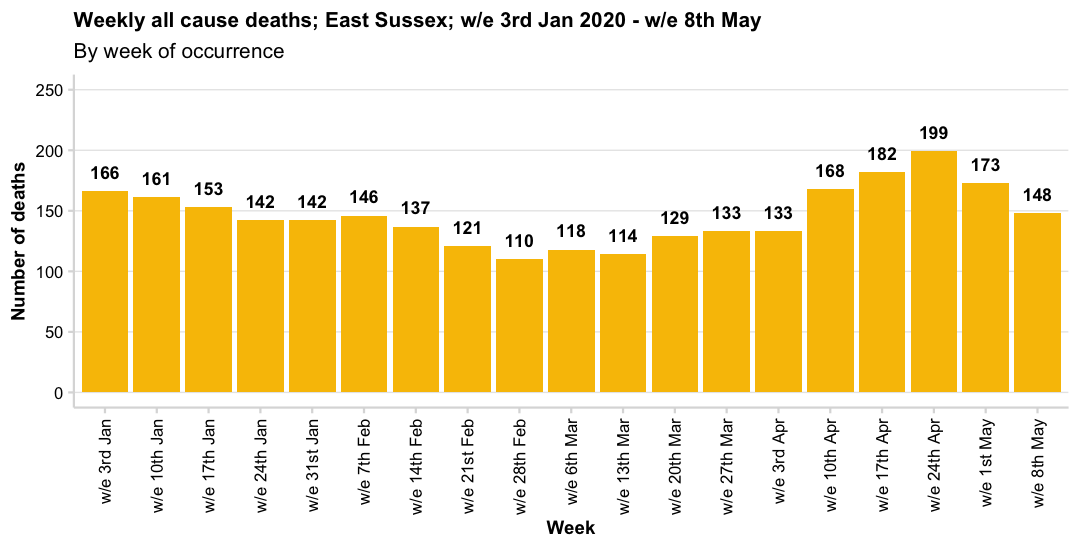 Weekly all cause deaths; East Sussex; w/e 3rd Jan 2020 - w/e 8th May
By week of occurrence
Number of deaths
250
200
150
100
50
0
166
161
153
142
142
146
137
121
110
118
114
129
133
133
168
182
199
173
148
w/e 3rd Jan
w/e 10th Jan
w/e 17th Jan
w/e 24th Jan
w/e 31st Jan
w/e 7th Feb
w/e 14th Feb
w/e 21st Feb
w/e 28th Feb
w/e 6th Mar
w/e 13th Mar
w/e 20th Mar
w/e 27th Mar
w/e 3rd Apr
w/e 10th Apr
w/e 17th Apr
w/e 24th Apr
w/e 1st May
w/e 8th May
Week